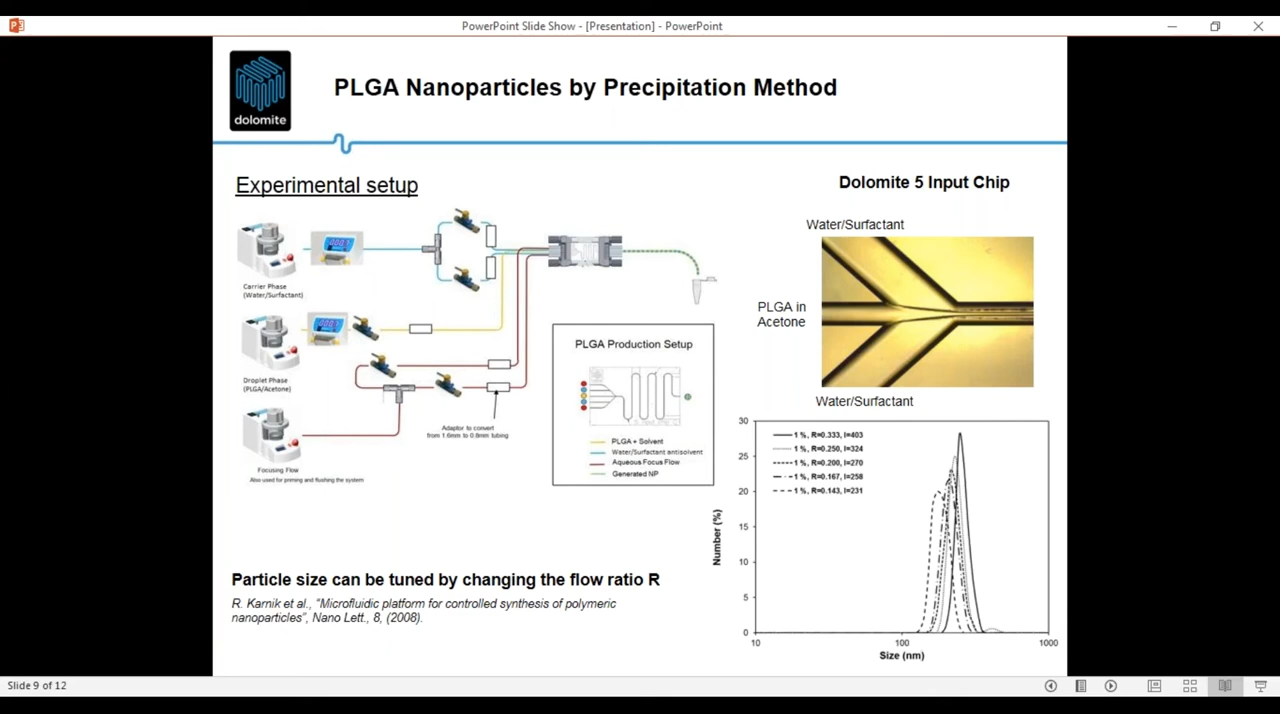 PowerPoint Slide Show - [Presentation] - PowerPoint
dolomite
PLGA Nanoparticles by Precipitation Method
Experimental setup
Carrier Phase
(Water/Surfactant)
Droplet Phase
(PLGA/Acetone)
Focusing Flow
Also used for priming and flushing the system
Adaptor to convert
from 1.6mm to 0.8mm tubing
PLGA Production Setup
PLGA + Solvent
Water/Surfactant antisolvent
Aqueous Focus Flow
Generated NP
Dolomite 5 Input Chip
Water/Surfactant
PLGA in
Acetone
Water/Surfactant
30
25
20
15
10
5
0
Number (%)
1 %, R=0.333, I=403
1 %, R=0.250, I=324
1 %, R=0.200, I=270
1 %, R=0.167, I=258
1 %, R=0.143, I=231
10
100
1000
Size (nm)
Particle size can be tuned by changing the flow ratio R
R. Karnik et al., "Microfluidic platform for controlled synthesis of polymeric
nanoparticles", Nano Lett., 8, (2008).
Slide 9 of 12